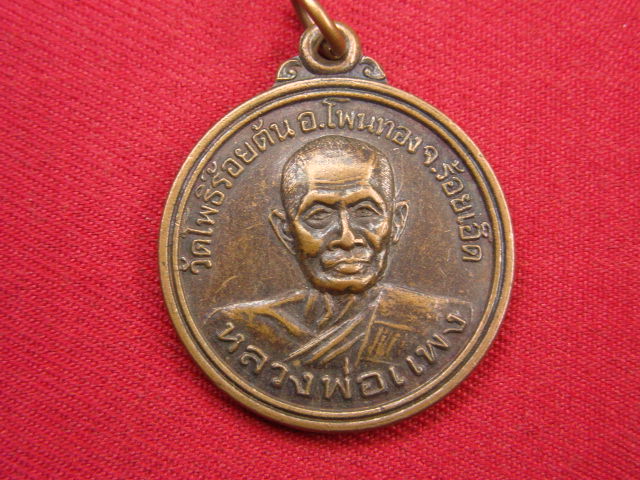 วัดโพธิ์ร้อยต้น อ.โพนทอง จ.ร้อยเอ็ด
หลวงพ่อแพง